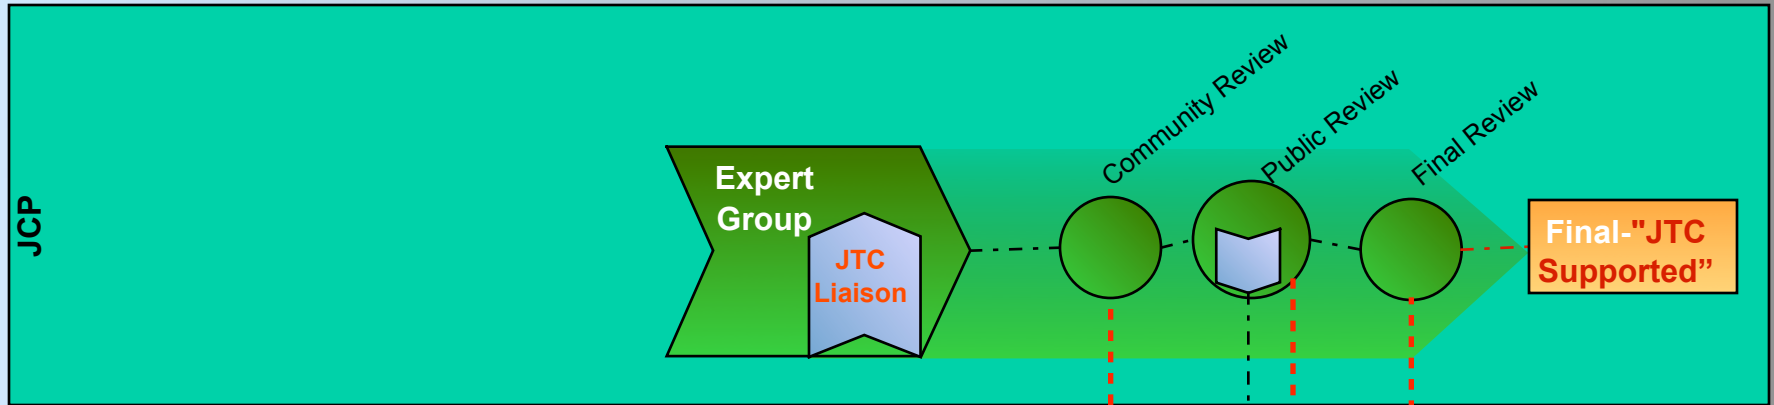 JCP
Expert
Group
JTC
Liaison
Community Review
Public Review
Final Review
Final-"JTC
Supported”